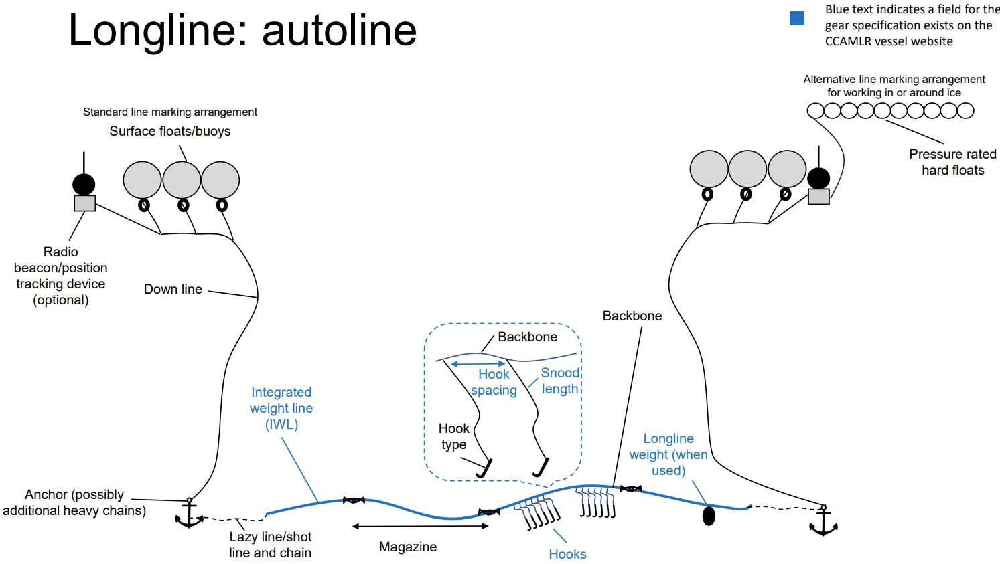 Longline: autoline
Blue text indicates a field for the
gear specification exists on the
CCAMLR vessel website
Alternative line marking arrangement
for working in or around ice
Standard line marking arrangement
Surface floats/buoys
Pressure rated
hard floats
Radio
beacon/position
tracking device
(optional)
Down line
Backbone
Backbone
Hook
spacing
Snood
length
Integrated
weight line
(IWL)
Hook
type
Longline
weight (when
used)
Anchor (possibly
additional heavy chains)
Lazy line/shot
line and chain
Magazine
Hooks